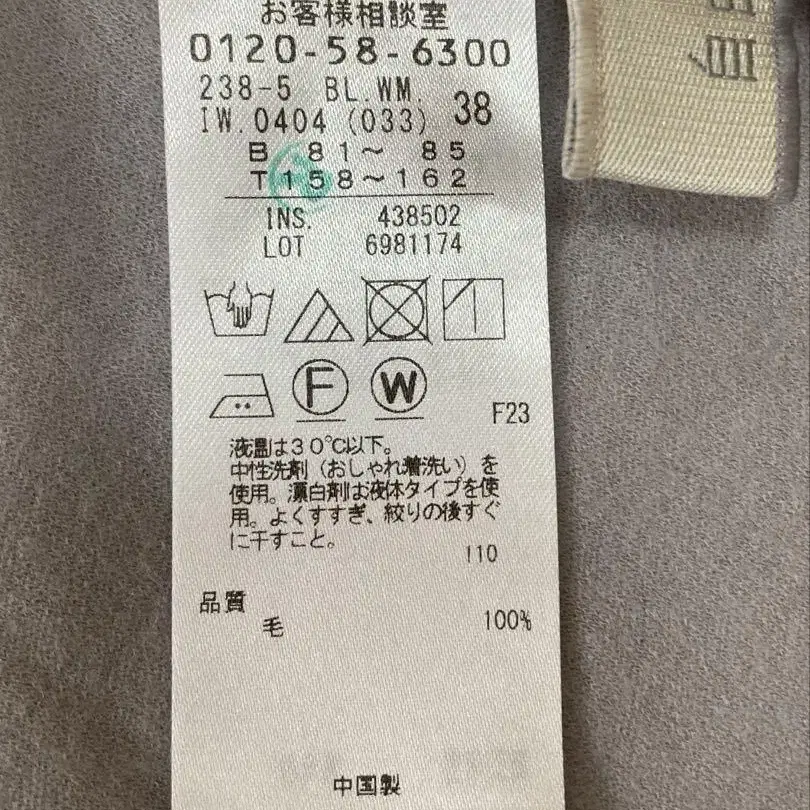 お客様相談室
0120-58-6300
238-5 BL.WM. 38
IW.0404 (033)
B 81～ 85
T 158～162
INS. 438502
LOT 6981174
F W
F23
液温は30℃以下。
中性洗剤（おしゃれ着洗い）を
使用。漂白剤は液体タイプを使
用。よくすすぎ、絞りの後すぐ
に干すこと。
I10
品質
毛 100%
中国製